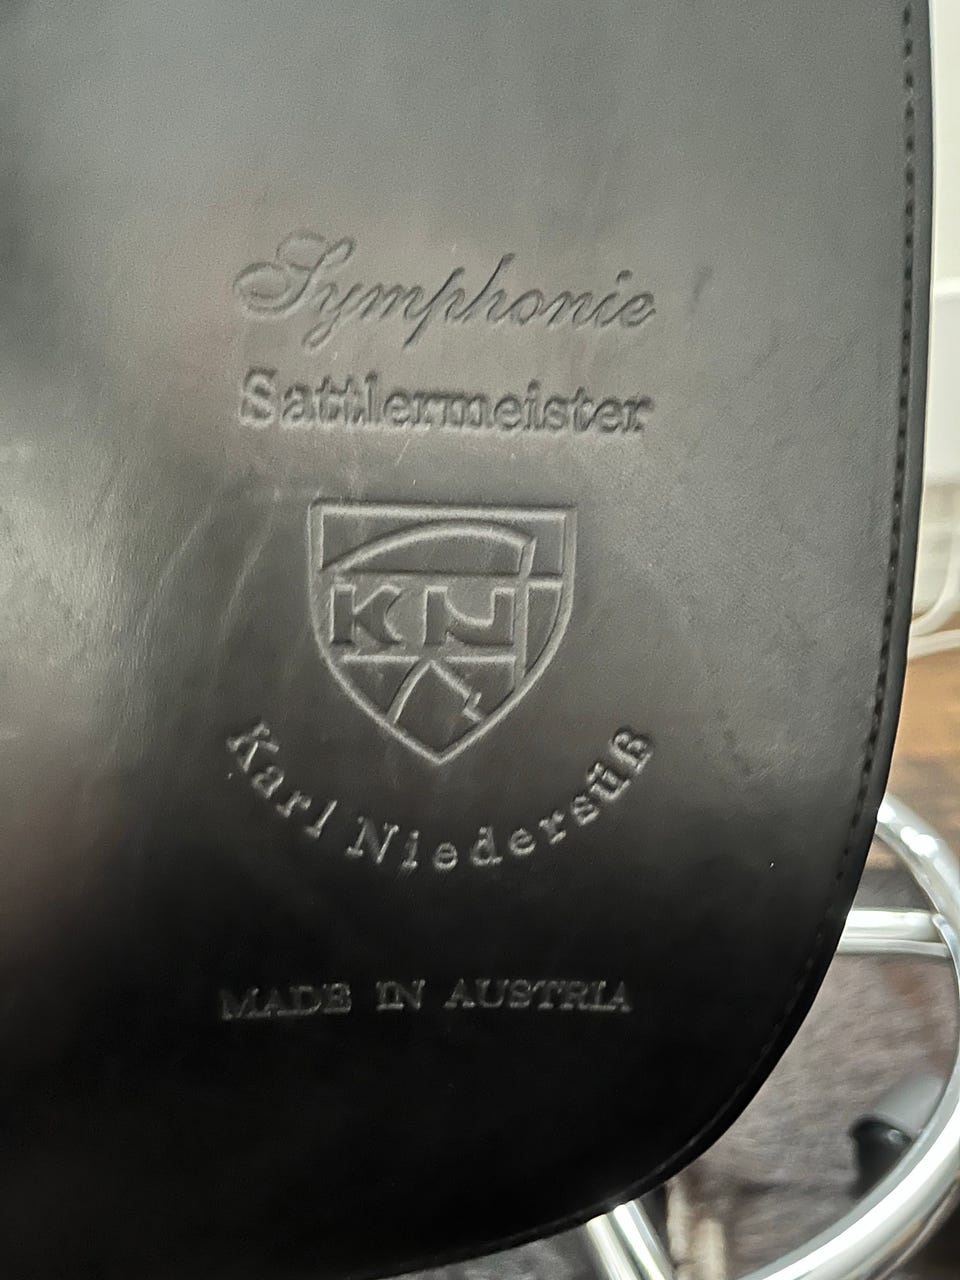 Symphonie
Sattlermeister
KN
Karl Niedersüß
MADE IN AUSTRIA